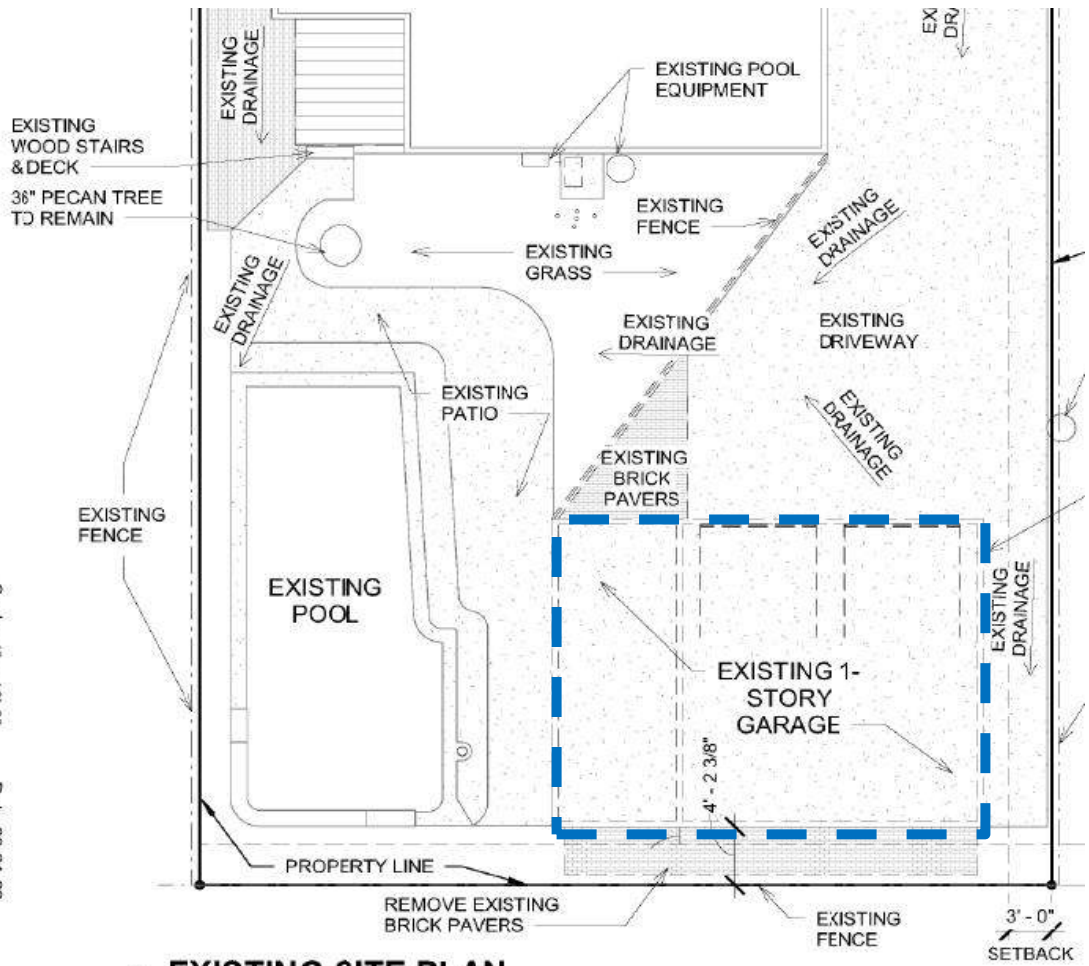 EXISTING
DRAINAGE
EXISTING POOL
EQUIPMENT
EXISTING
WOOD STAIRS
& DECK
36" PECAN TREE
TO REMAIN
EXISTING
FENCE
EXISTING
DRAINAGE
EXISTING
GRASS
EXISTING
DRAINAGE
EXISTING
DRAINAGE
EXISTING
DRIVEWAY
EXISTING
PATIO
EXISTING
DRAINAGE
EXISTING
BRICK
PAVERS
EXISTING
FENCE
EXISTING
POOL
EXISTING
DRAINAGE
EXISTING 1-
STORY
GARAGE
4' - 2 3/8"
PROPERTY LINE
REMOVE EXISTING
BRICK PAVERS
EXISTING
FENCE
3' - 0"
SETBACK
EXISTING SITE PLAN